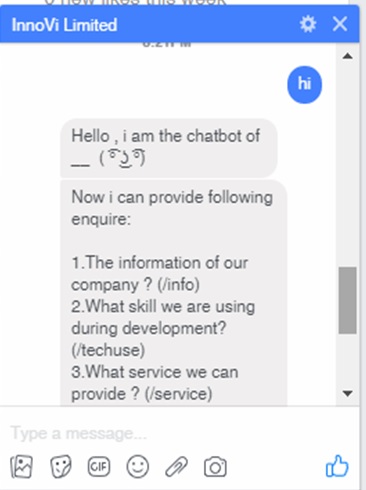 InnoVi Limited
hi
Hello , i am the chatbot of
__ ( ͡° ͜ʖ ͡°)
Now i can provide following
enquire:
1.The information of our
company ? (/info)
2.What skill we are using
during development?
(/techuse)
3.What service we can
provide ? (/service)
Type a message...
GIF